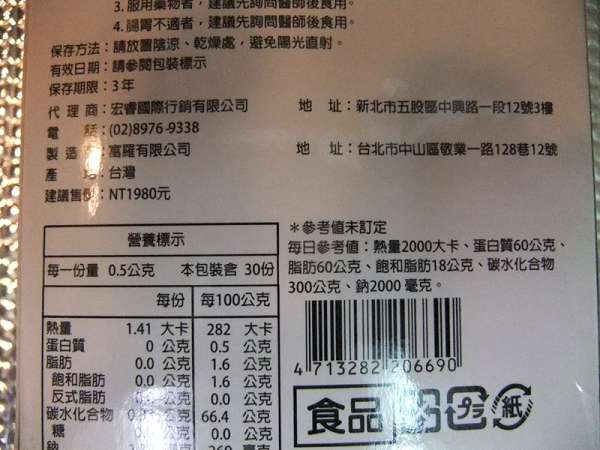 3. 服用藥物者，建議先詢問醫師後食用。
4. 腸胃不適者，建議先詢問醫師後食用。
保存方法：請放置陰涼、乾燥處，避免陽光直射。
有效日期：請參閱包裝標示
保存期限：3年
代 理 商：宏睿國際行銷有限公司 地 址：新北市五股區中興路一段12號3樓
電 話：(02)8976-9338
製 造 商：富羅有限公司 地 址：台北市中山區敬業一路128巷12號
產 地：台灣
建議售價：NT1980元
營養標示
每一份量 0.5公克 本包裝含 30份
每份 每100公克
熱量 1.41 大卡 282 大卡
蛋白質 0 公克 0.5 公克
脂肪 0.0 公克 1.6 公克
飽和脂肪 0.0 公克 1.6 公克
反式脂肪 公克 0.0 公克
碳水化合物 公克 66.4 公克
糖 公克 0.0 公克
鈉 毫克
＊參考值未訂定
每日參考值：熱量2000大卡、蛋白質60公克、
脂肪60公克、飽和脂肪18公克、碳水化合物
300公克、鈉2000 毫克。
4 713282 206690
食品 紙